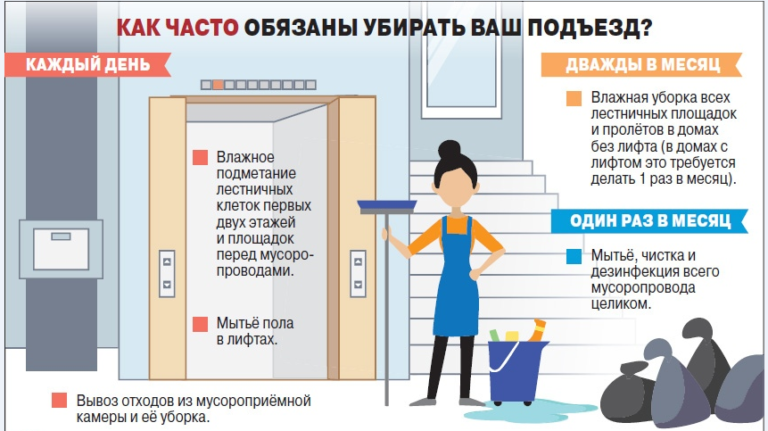 КАК ЧАСТО ОБЯЗАНЫ УБИРАТЬ ВАШ ПОДЪЕЗД?
КАЖДЫЙ ДЕНЬ
Влажное
подметание
лестничных
клеток первых
двух этажей
и площадок
перед мусоро-
проводами.
Мытьё пола
в лифтах.
Вывоз отходов из мусороприёмной
камеры и её уборка.
ДВАЖДЫ В МЕСЯЦ
Влажная уборка всех
лестничных площадок
и пролётов в домах
без лифта (в домах с
лифтом это требуется
делать 1 раз в месяц).
ОДИН РАЗ В МЕСЯЦ
Мытьё, чистка и
дезинфекция всего
мусоропровода
целиком.